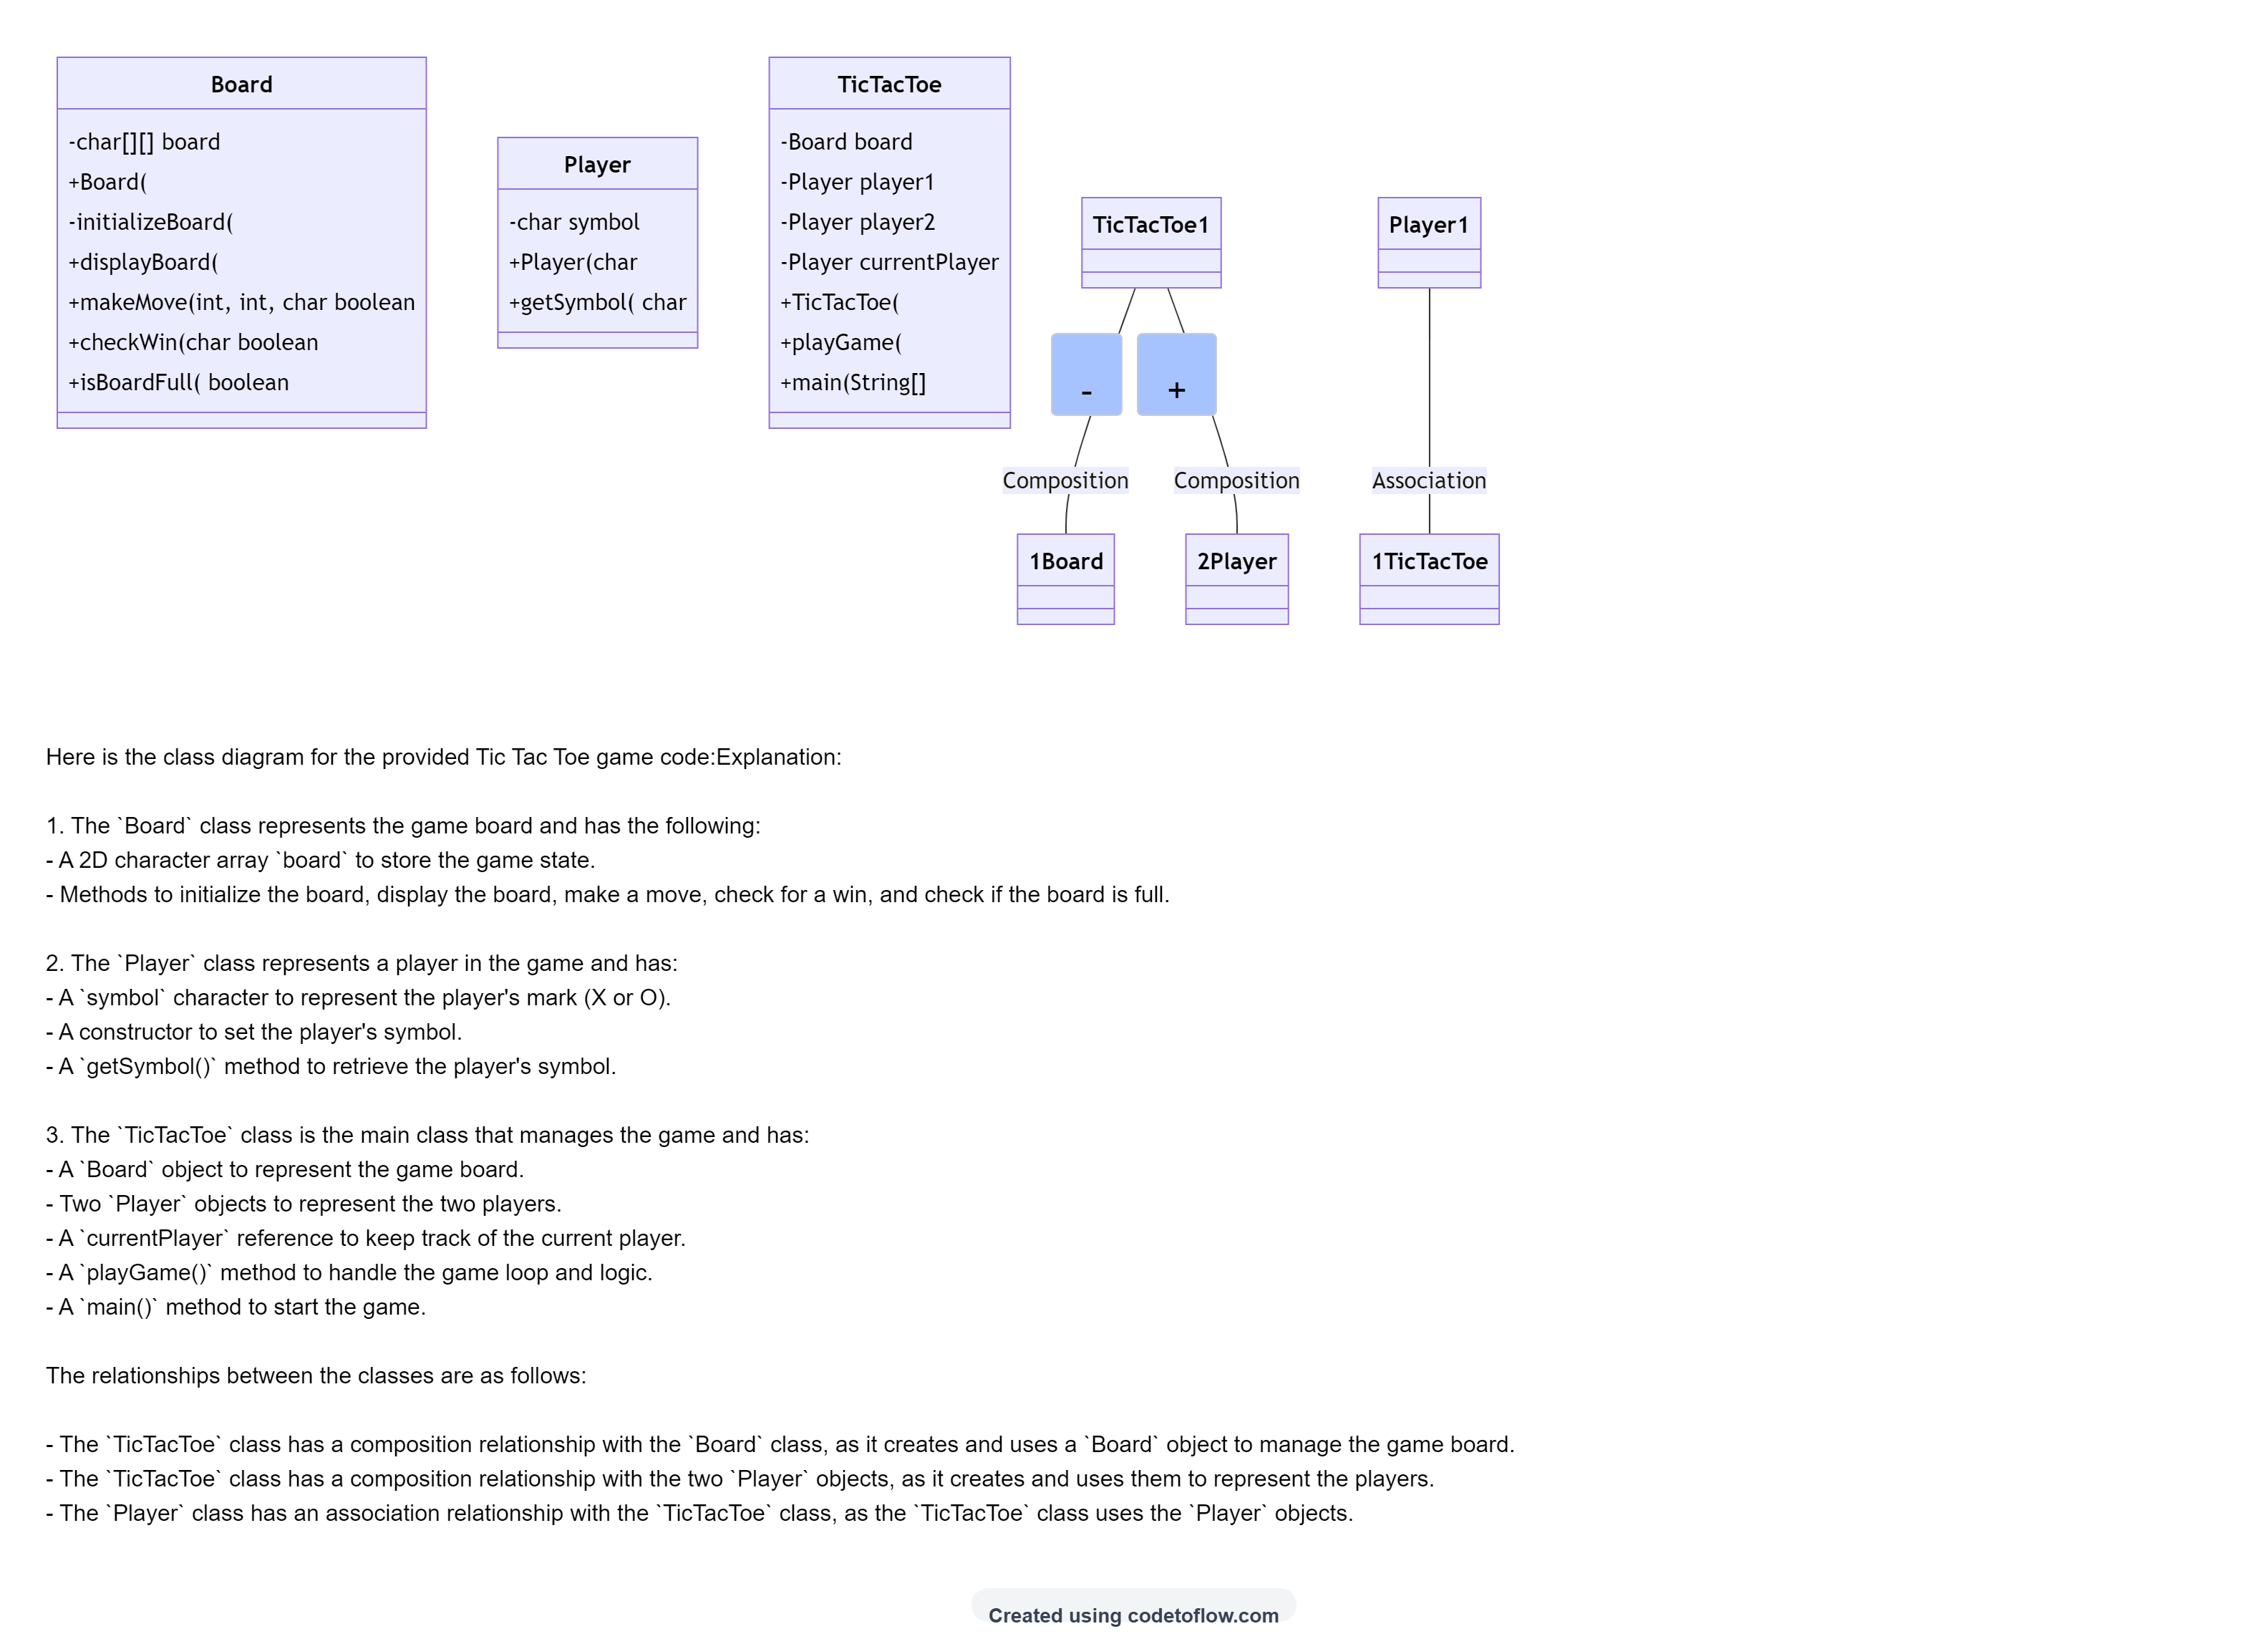 Board
-char[][] board
+Board(
-initializeBoard(
+displayBoard(
+makeMove(int, int, char boolean
+checkWin(char boolean
+isBoardFull( boolean
Player
-char symbol
+Player(char
+getSymbol( char
TicTacToe
-Board board
-Player player1
-Player player2
-Player currentPlayer
+TicTacToe(
+playGame(
+main(String[]
TicTacToe1
Player1
-
+
Composition
Composition
Association
1Board
2Player
1TicTacToe
Here is the class diagram for the provided Tic Tac Toe game code:Explanation:
1. The `Board` class represents the game board and has the following:
- A 2D character array `board` to store the game state.
- Methods to initialize the board, display the board, make a move, check for a win, and check if the board is full.
2. The `Player` class represents a player in the game and has:
- A `symbol` character to represent the player's mark (X or O).
- A constructor to set the player's symbol.
- A `getSymbol()` method to retrieve the player's symbol.
3. The `TicTacToe` class is the main class that manages the game and has:
- A `Board` object to represent the game board.
- Two `Player` objects to represent the two players.
- A `currentPlayer` reference to keep track of the current player.
- A `playGame()` method to handle the game loop and logic.
- A `main()` method to start the game.
The relationships between the classes are as follows:
- The `TicTacToe` class has a composition relationship with the `Board` class, as it creates and uses a `Board` object to manage the game board.
- The `TicTacToe` class has a composition relationship with the two `Player` objects, as it creates and uses them to represent the players.
- The `Player` class has an association relationship with the `TicTacToe` class, as the `TicTacToe` class uses the `Player` objects.
Created using codetoflow.com